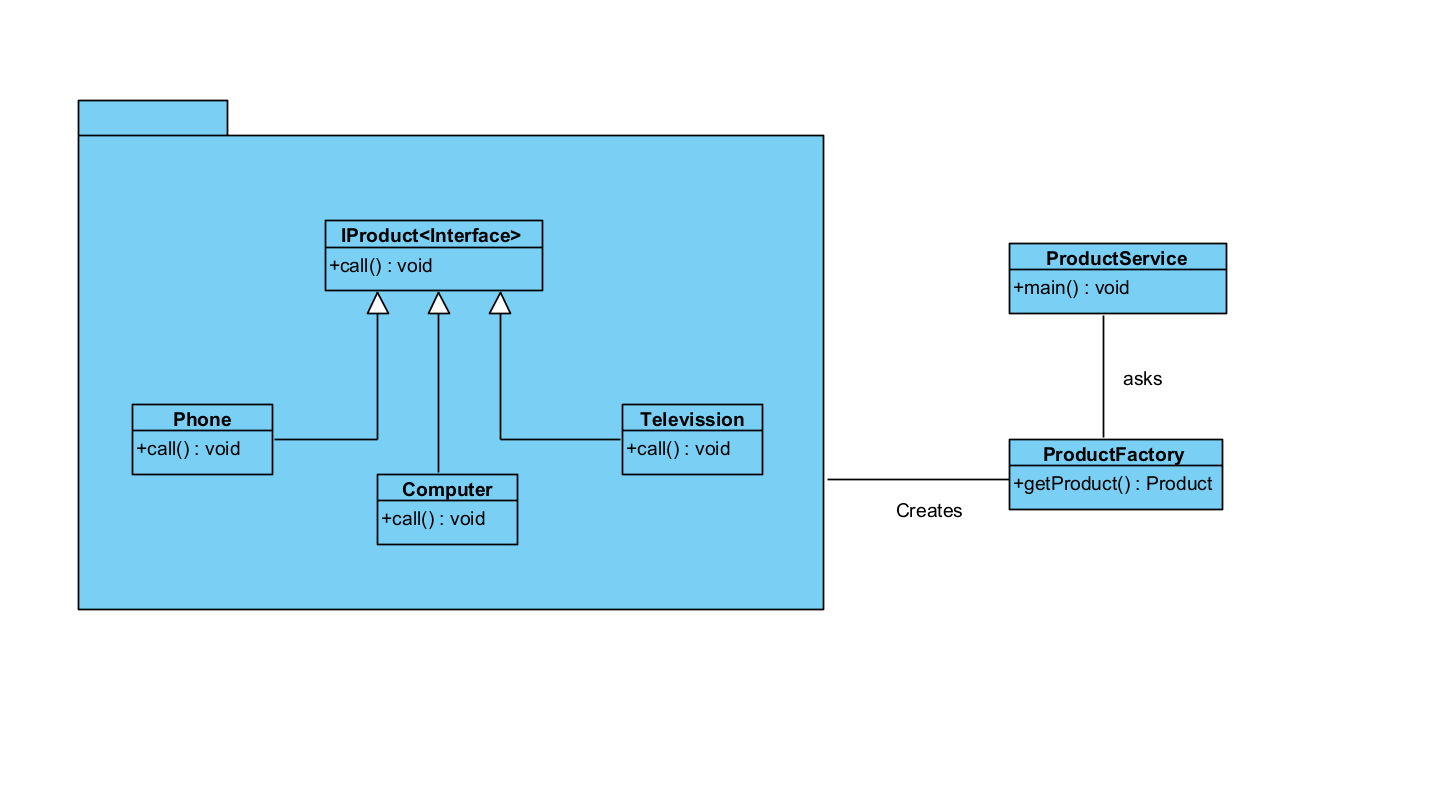 IProduct<Interface>
+call() : void
Phone
+call() : void
Computer
+call() : void
Televission
+call() : void
ProductService
+main() : void
asks
ProductFactory
+getProduct() : Product
Creates